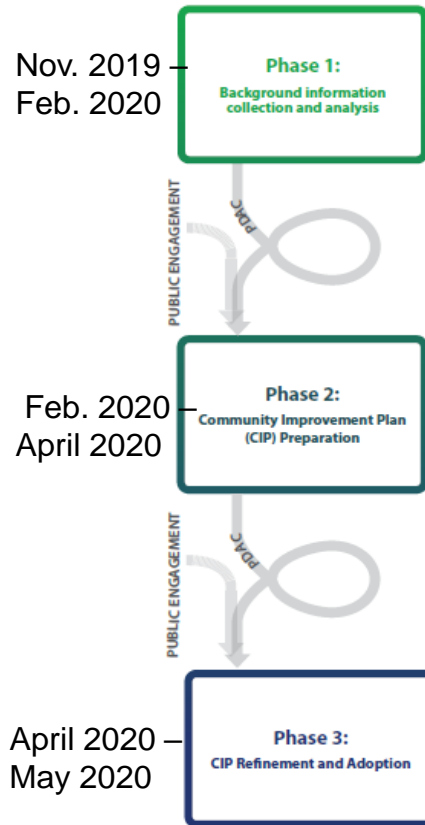 Nov. 2019 –
Feb. 2020
Phase 1:
Background information
collection and analysis
PUBLIC ENGAGEMENT
PDAC
Feb. 2020 –
April 2020
Phase 2:
Community Improvement Plan
(CIP) Preparation
PUBLIC ENGAGEMENT
PDAC
April 2020 –
May 2020
Phase 3:
CIP Refinement and Adoption